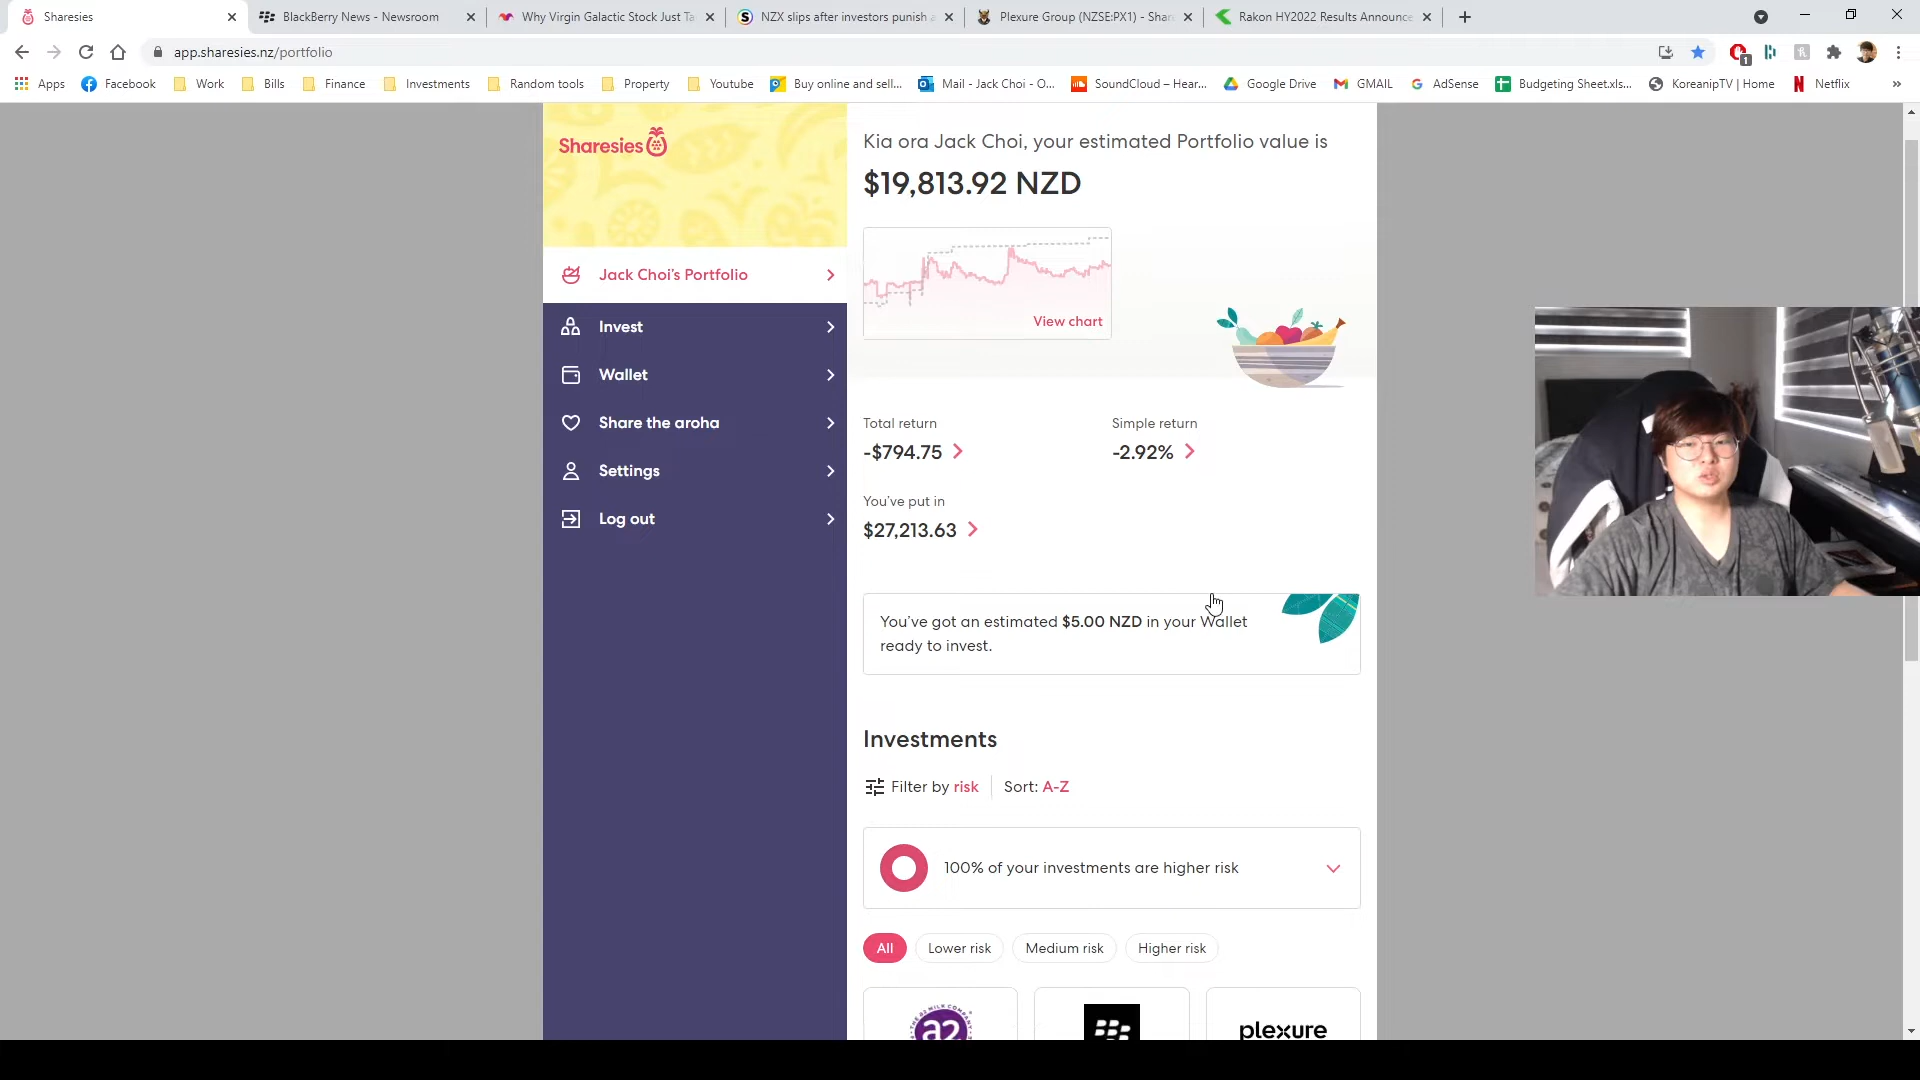 Sharesies
BlackBerry News - Newsroom
Why Virgin Galactic Stock Just Ta
NZX slips after investors punish a
Plexure Group (NZSE:PX1) - Shar
Rakon HY2022 Results Announce
app.sharesies.nz/portfolio
1
Apps
Facebook
Work
Bills
Finance
Investments
Random tools
Property
Youtube
Buy online and sell...
Mail - Jack Choi - O...
SoundCloud – Hear...
Google Drive
GMAIL
AdSense
Budgeting Sheet.xls...
KoreanipTV | Home
Netflix
»
Sharesies
Jack Choi's Portfolio
Invest
Wallet
Share the aroha
Settings
Log out
Kia ora Jack Choi, your estimated Portfolio value is
$19,813.92 NZD
View chart
Total return
Simple return
-$794.75
-2.92%
You've put in
$27,213.63
You've got an estimated $5.00 NZD in your Wallet
ready to invest.
Investments
Filter by risk
Sort: A-Z
100% of your investments are higher risk
All
Lower risk
Medium risk
Higher risk
THE A2 MILK COMPANY
a2
plexure